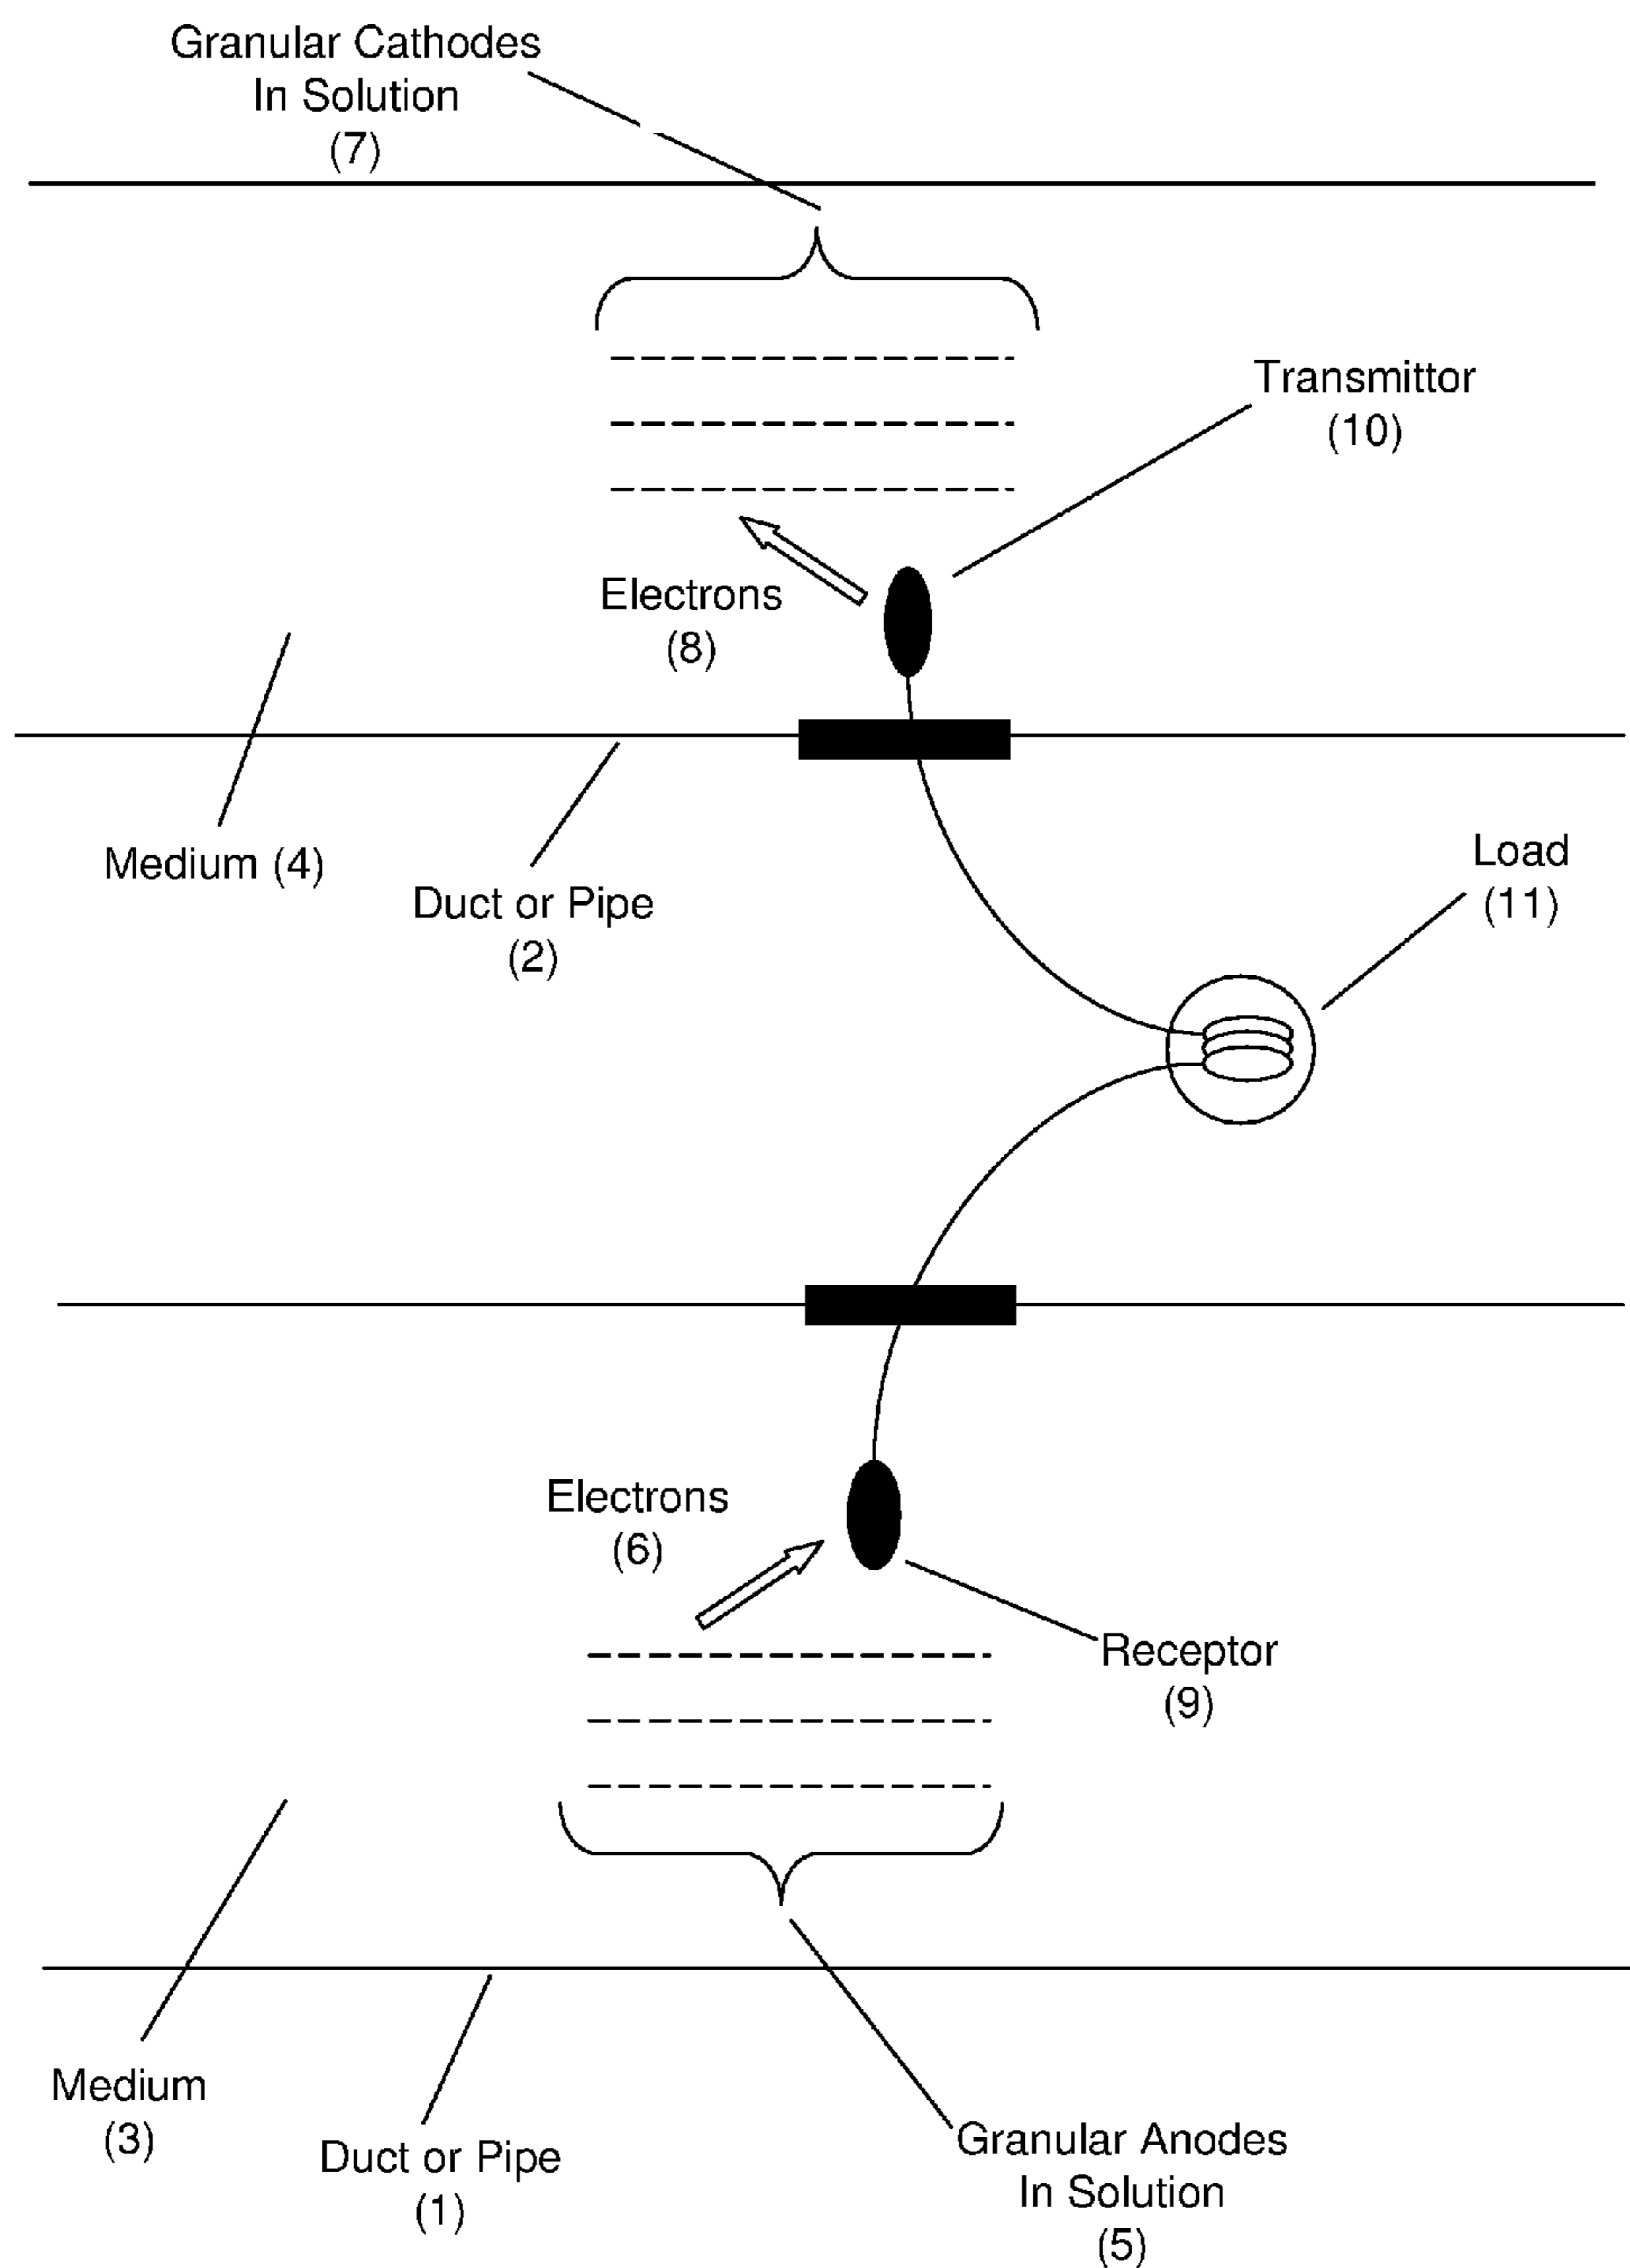 Granular Cathodes
In Solution
(7)
Transmittor
(10)
Electrons
(8)
Medium (4)
Duct or Pipe
(2)
Load
(11)
Electrons
(6)
Receptor
(9)
Medium
(3)
Duct or Pipe
(1)
Granular Anodes
In Solution
(5)